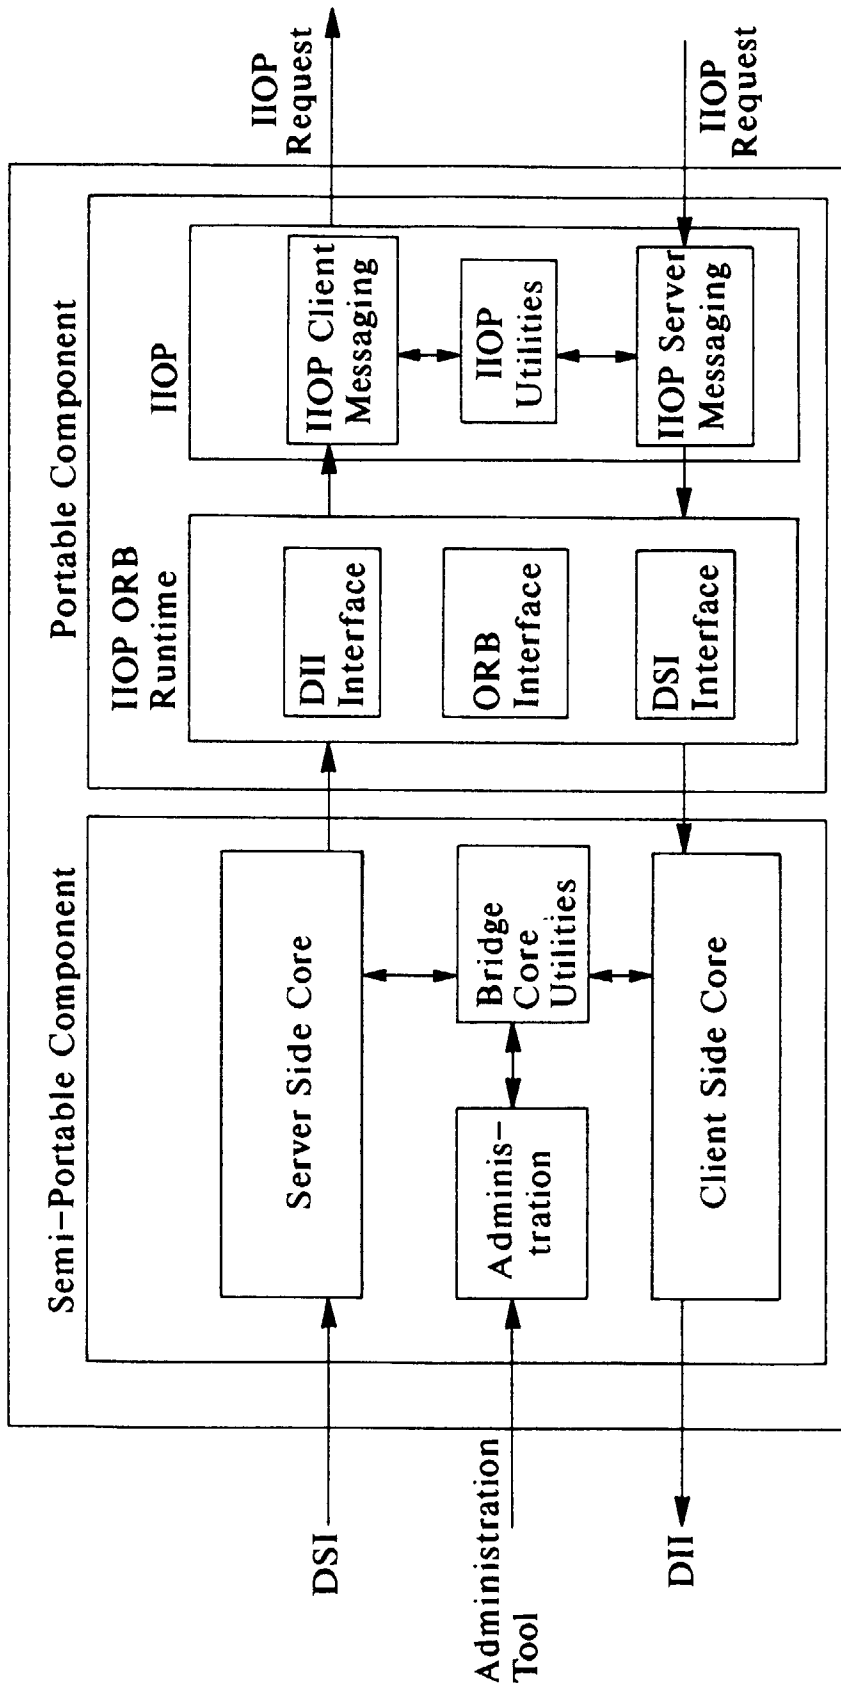 Semi-Portable Component
Portable Component
IIOP ORB
Runtime
IIOP
DSI
Server Side Core
DII
Interface
IIOP Client
Messaging
IIOP
Request
Administration
Tool
Adminis-
tration
Bridge
Core
Utilities
ORB
Interface
IIOP
Utilities
DII
Client Side Core
DSI
Interface
IIOP Server
Messaging
IIOP
Request